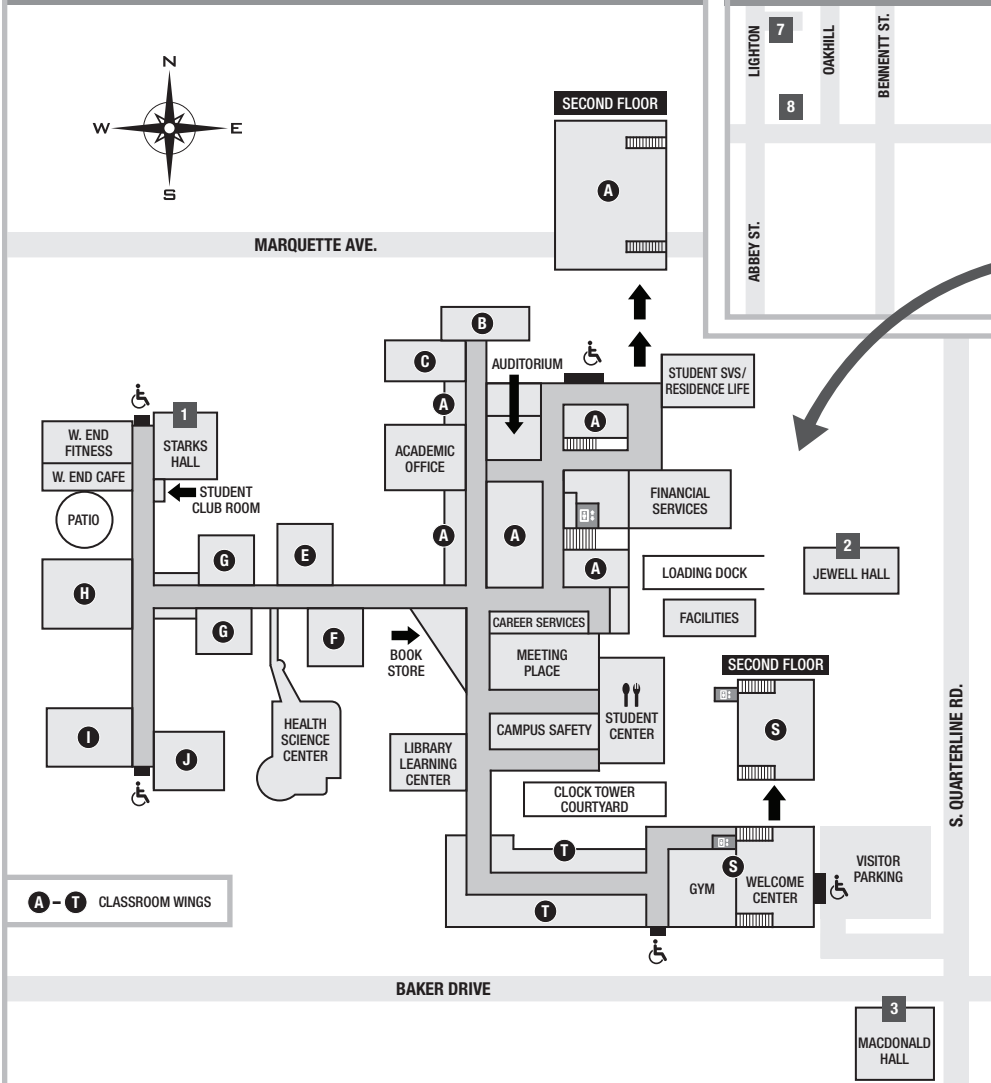 7
LIGHTON
OAKHILL
BENNENTT ST.
8
ABBEY ST.
N
W
E
S
SECOND FLOOR
A
MARQUETTE AVE.
B
C
AUDITORIUM
STUDENT SVS/
RESIDENCE LIFE
A
A
1
STARKS
HALL
W. END
FITNESS
W. END CAFE
ACADEMIC
OFFICE
STUDENT
CLUB ROOM
PATIO
FINANCIAL
SERVICES
A
A
A
G
E
H
LOADING DOCK
2
JEWELL HALL
G
F
CAREER SERVICES
FACILITIES
BOOK
STORE
MEETING
PLACE
SECOND FLOOR
S
I
J
HEALTH
SCIENCE
CENTER
CAMPUS SAFETY
STUDENT
CENTER
LIBRARY
LEARNING
CENTER
CLOCK TOWER
COURTYARD
S. QUARTERLINE RD.
T
S
GYM
WELCOME
CENTER
VISITOR
PARKING
T
A – T CLASSROOM WINGS
BAKER DRIVE
3
MACDONALD
HALL